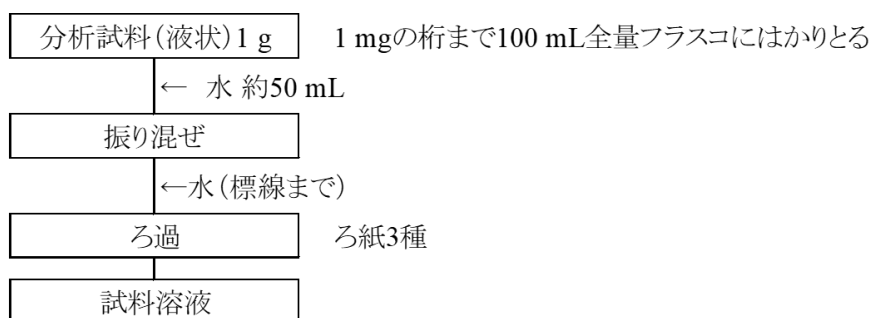 分析試料(液状)1 g 1 mgの桁まで100 mL全量フラスコにはかりとる
← 水 約50 mL
振り混ぜ
←水(標線まで)
ろ過 ろ紙3種
試料溶液